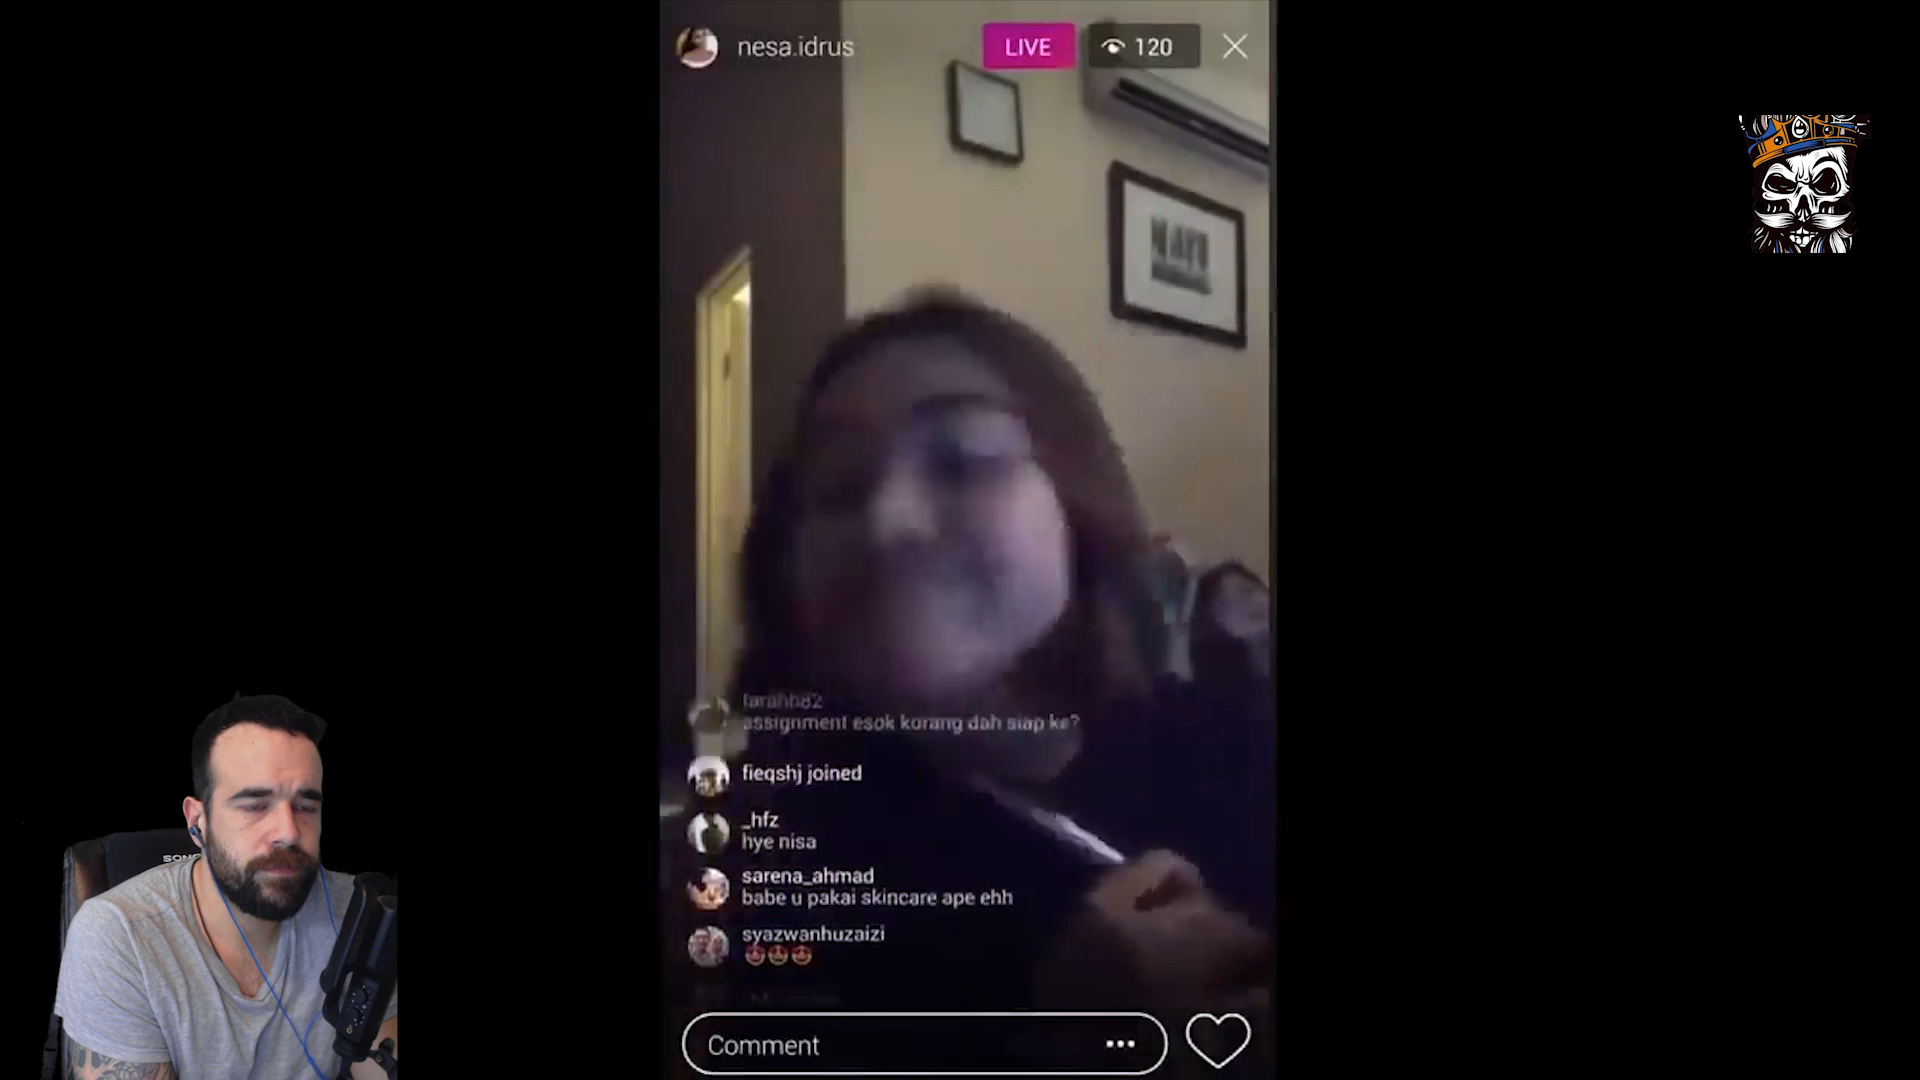 nesa.idrus
LIVE
120
farahh82
assignment esok korang dah siap ke?
fieqshj joined
_hfz
hye nisa
sarena_ahmad
babe u pakai skincare ape ehh
syazwanhuzaizi
Comment